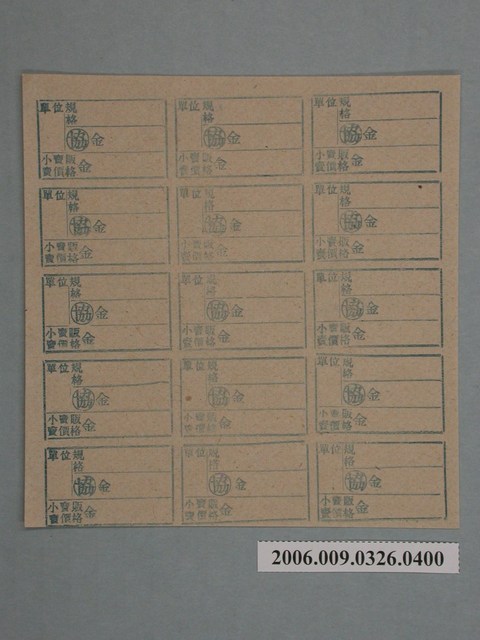 單位規
格
協金
小賣販
賣價格金
單位規
格
協金
小賣販
賣價格金
單位規
格
協金
小賣販
賣價格金
單位規
格
協金
小賣販
賣價格金
單位規
格
協金
小賣販
賣價格金
單位規
格
協金
小賣販
賣價格金
單位規
格
協金
小賣販
賣價格金
單位規
格
協金
小賣販
賣價格金
單位規
格
協金
小賣販
賣價格金
單位規
格
協金
小賣販
賣價格金
單位規
格
協金
小賣販
賣價格金
單位規
格
協金
小賣販
賣價格金
單位規
格
協金
小賣販
賣價格金
單位規
格
協金
小賣販
賣價格金
單位規
格
協金
小賣販
賣價格金
2006.009.0326.0400